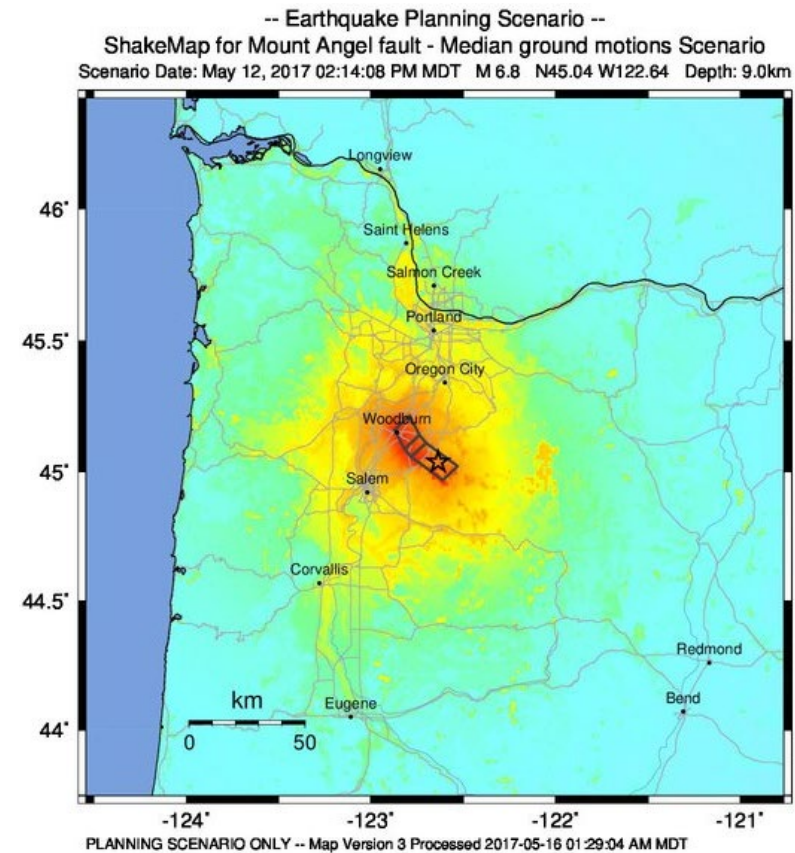 -- Earthquake Planning Scenario --
ShakeMap for Mount Angel fault - Median ground motions Scenario
Scenario Date: May 12, 2017 02:14:08 PM MDT M 6.8 N45.04 W122.64 Depth: 9.0km
Longview
46°
Saint Helens
Salmon Creek
Portland
45.5°
Oregon City
Woodburn
45°
Salem
Corvallis
44.5°
Redmond
km
Bend
Eugene
44°
0 50
-124° -123° -122° -121°
PLANNING SCENARIO ONLY -- Map Version 3 Processed 2017-05-16 01:29:04 AM MDT